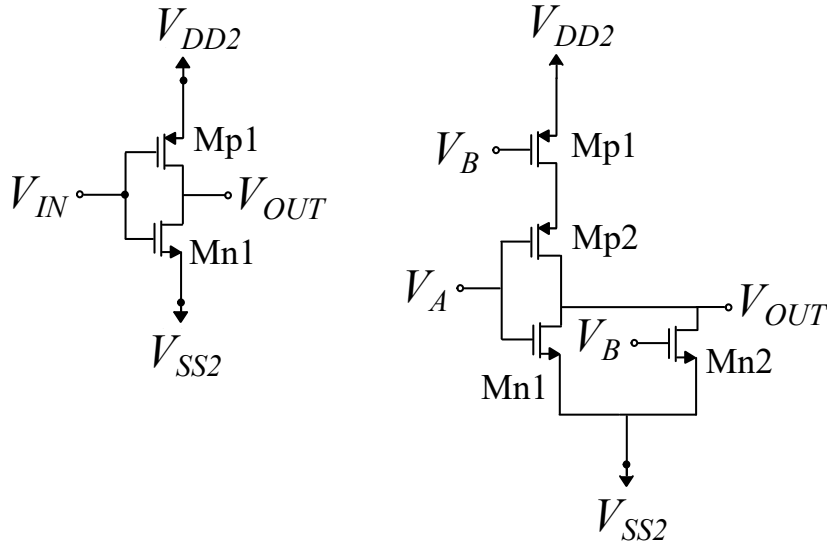 V_DD2
Mp1
V_IN
V_OUT
Mn1
V_SS2
V_DD2
V_B
Mp1
Mp2
V_A
V_OUT
V_B
Mn1
Mn2
V_SS2